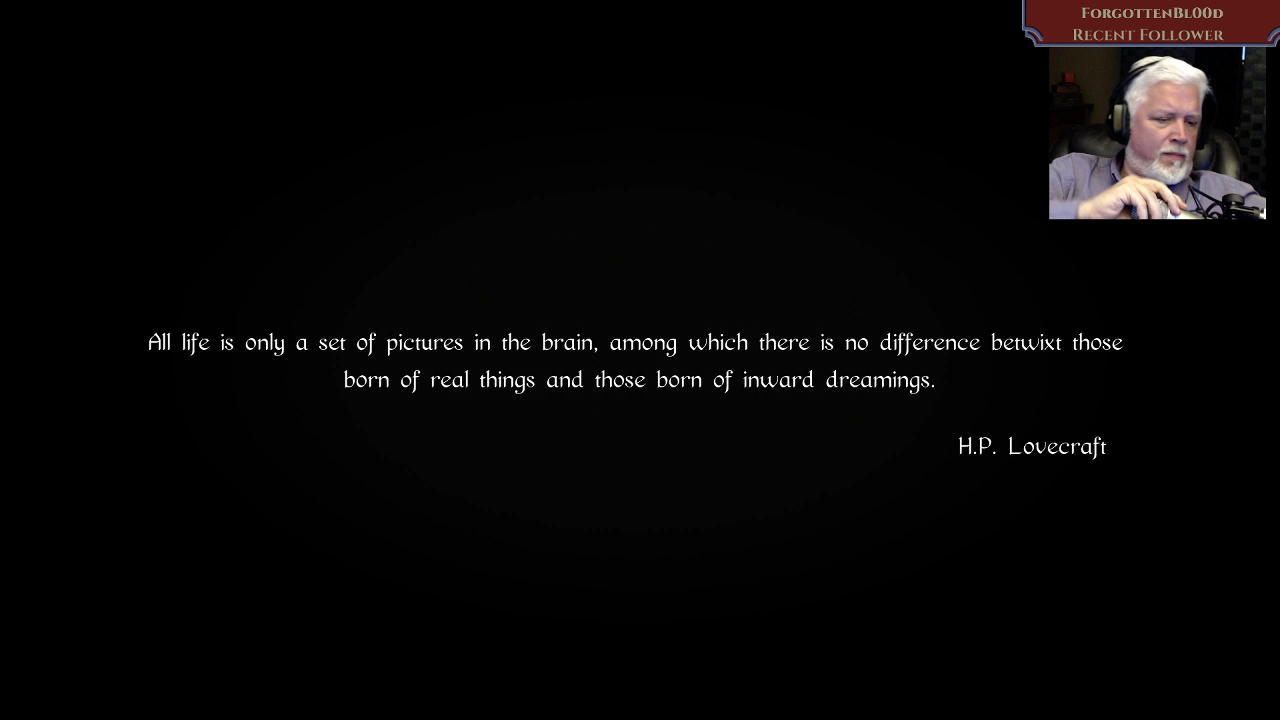 ForgottenBl00d
Recent Follower
All life is only a set of pictures in the brain, among which there is no difference betwixt those
born of real things and those born of inward dreamings.
H.P. Lovecraft